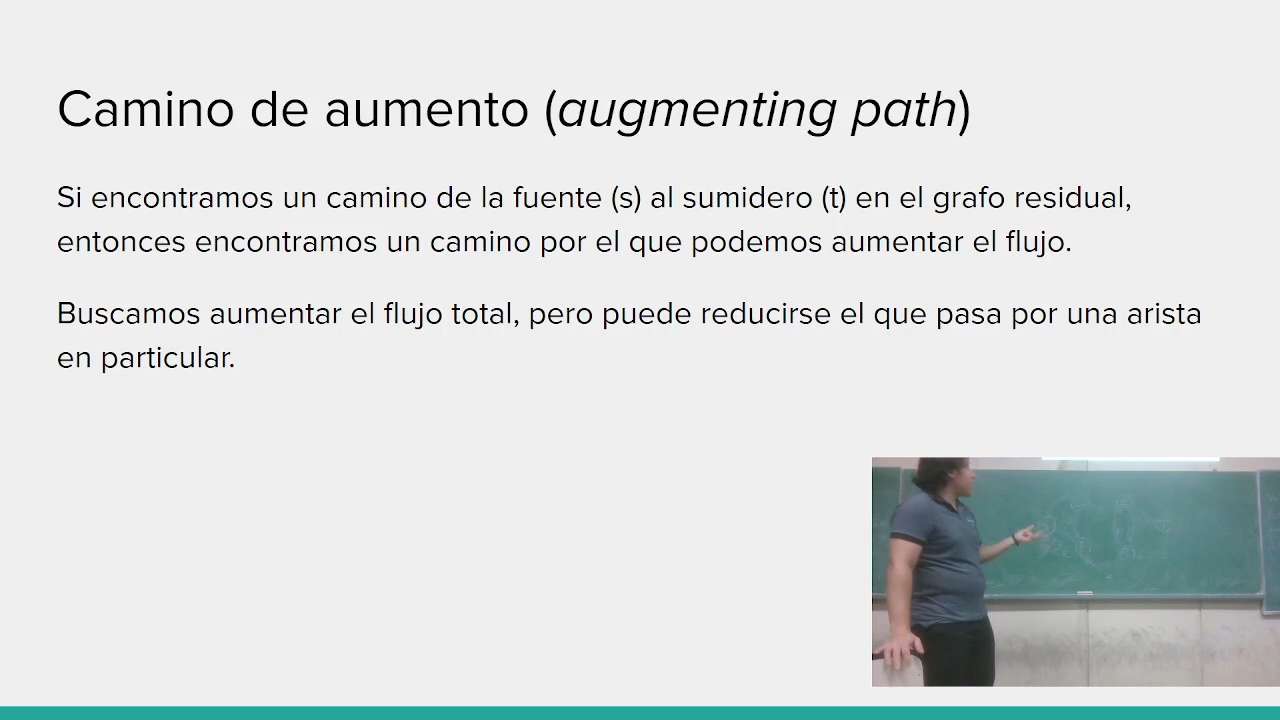 Camino de aumento (augmenting path)
Si encontramos un camino de la fuente (s) al sumidero (t) en el grafo residual,
entonces encontramos un camino por el que podemos aumentar el flujo.
Buscamos aumentar el flujo total, pero puede reducirse el que pasa por una arista
en particular.